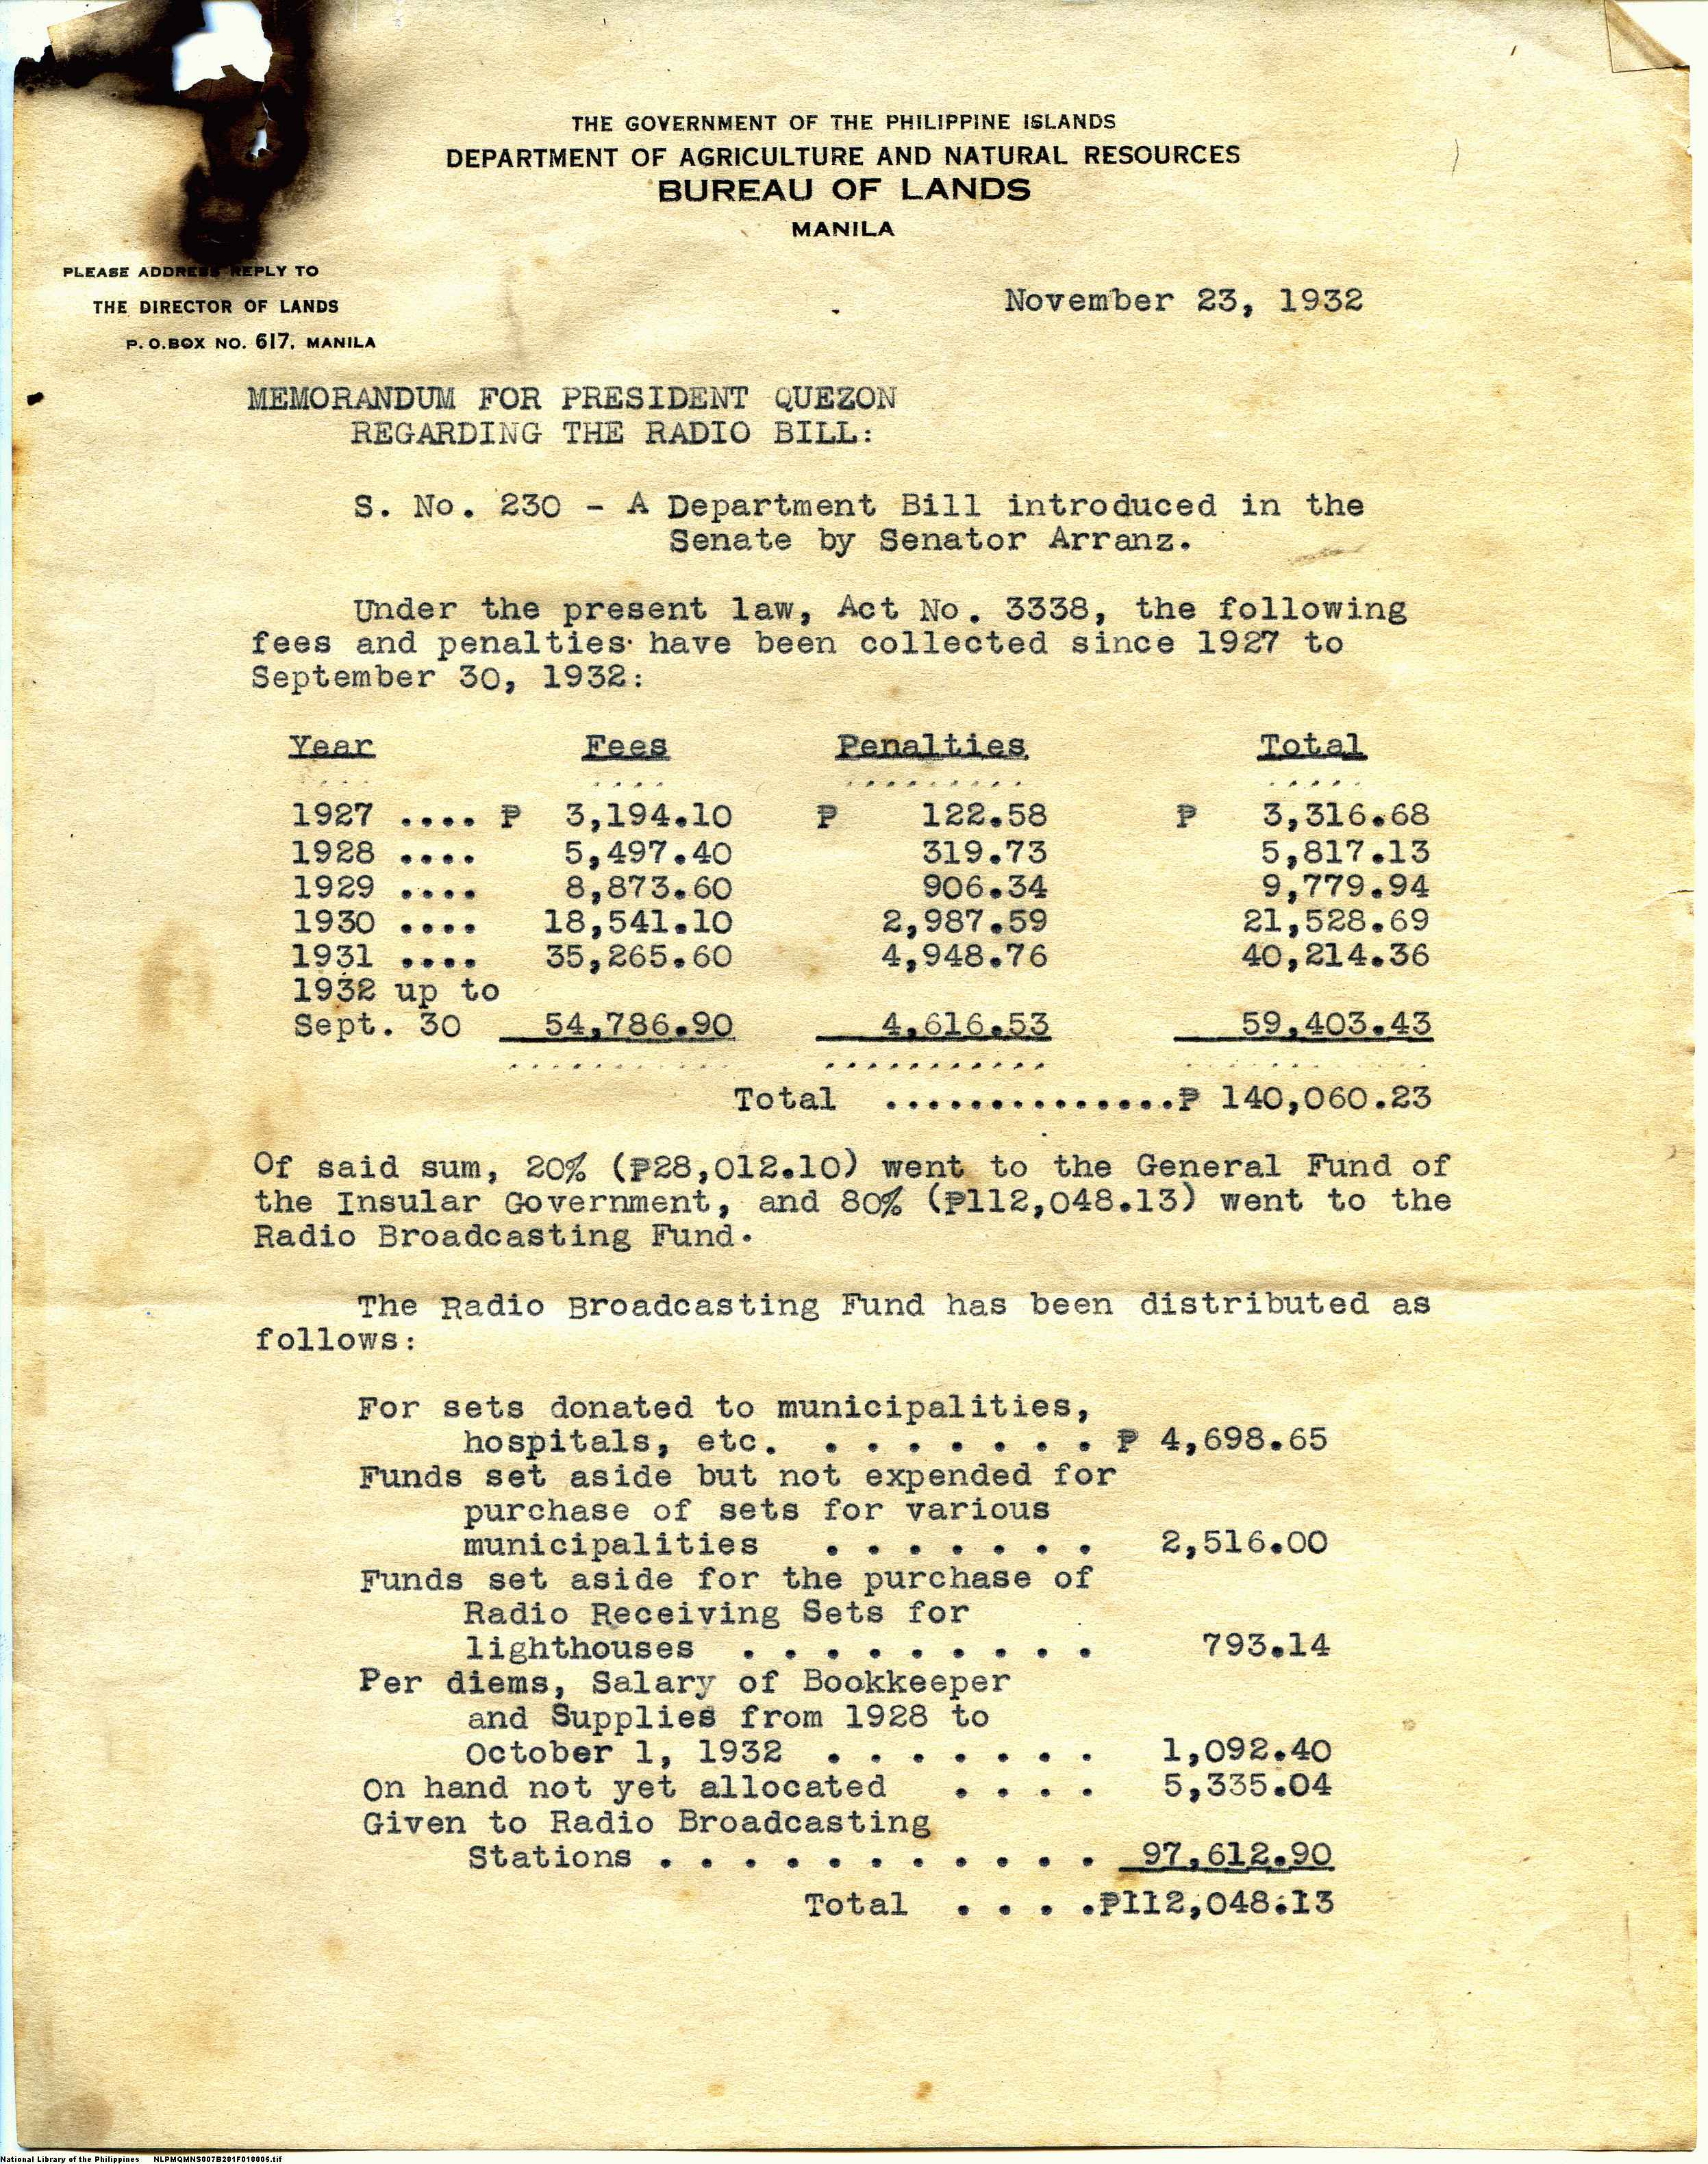 THE GOVERNMENT OF THE PHILIPPINE ISLANDS
DEPARTMENT OF AGRICULTURE AND NATURAL RESOURCES
BUREAU OF LANDS
MANILA
PLEASE ADDRESS REPLY TO
THE DIRECTOR OF LANDS
P. O. BOX NO. 617, MANILA
November 23, 1932
MEMORANDUM FOR PRESIDENT QUEZON
REGARDING THE RADIO BILL:
S. No. 230 - A Department Bill introduced in the
Senate by Senator Arranz.
Under the present law, Act No. 3338, the following
fees and penalties have been collected since 1927 to
September 30, 1932:
Year Fees Penalties Total
1927 .... ₱ 3,194.10 ₱ 122.58 ₱ 3,316.68
1928 .... 5,497.40 319.73 5,817.13
1929 .... 8,873.60 906.34 9,779.94
1930 .... 18,541.10 2,987.59 21,528.69
1931 .... 35,265.60 4,948.76 40,214.36
1932 up to
Sept. 30 54,786.90 4,616.53 59,403.43
Total ..............₱ 140,060.23
Of said sum, 20% (₱28,012.10) went to the General Fund of
the Insular Government, and 80% (₱112,048.13) went to the
Radio Broadcasting Fund.
The Radio Broadcasting Fund has been distributed as
follows:
For sets donated to municipalities,
hospitals, etc. . . . . . . . ₱ 4,698.65
Funds set aside but not expended for
purchase of sets for various
municipalities . . . . . . . 2,516.00
Funds set aside for the purchase of
Radio Receiving Sets for
lighthouses . . . . . . . . . 793.14
Per diems, Salary of Bookkeeper
and Supplies from 1928 to
October 1, 1932 . . . . . . . 1,092.40
On hand not yet allocated . . . . 5,335.04
Given to Radio Broadcasting
Stations . . . . . . . . . . . 97,612.90
Total . . . .₱112,048.13
National Library of the Philippines NLPMQMNS007B201F010006.tif